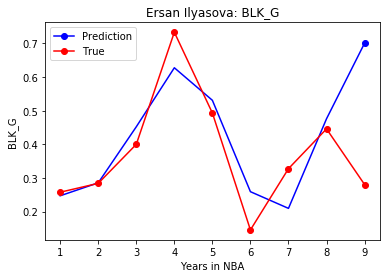 Ersan Ilyasova: BLK_G
Prediction
True
0.7
0.6
0.5
0.4
0.3
0.2
BLK_G
1 2 3 4 5 6 7 8 9
Years in NBA